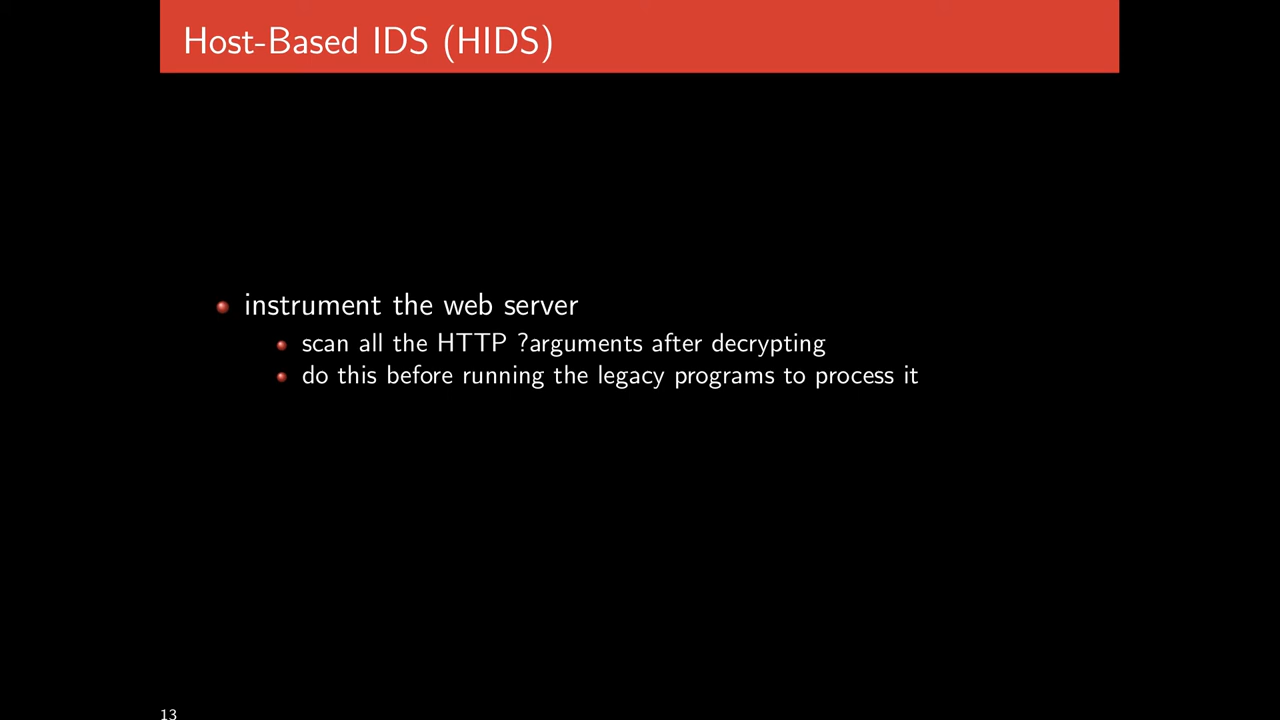 Host-Based IDS (HIDS)
instrument the web server
scan all the HTTP ?arguments after decrypting
do this before running the legacy programs to process it
13